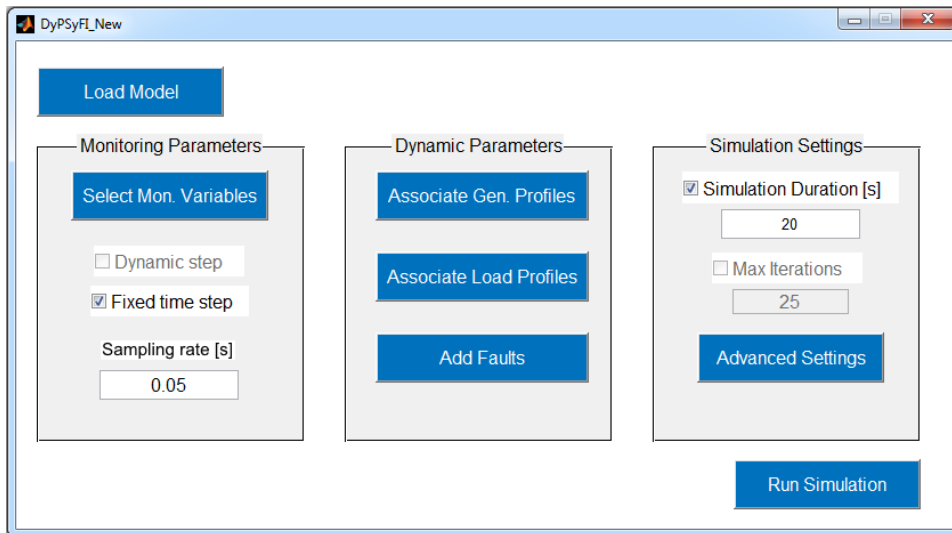 DyPSyFI_New
Load Model
Monitoring Parameters
Select Mon. Variables
Dynamic step
Fixed time step
Sampling rate [s]
0.05
Dynamic Parameters
Associate Gen. Profiles
Associate Load Profiles
Add Faults
Simulation Settings
Simulation Duration [s]
20
Max Iterations
25
Advanced Settings
Run Simulation